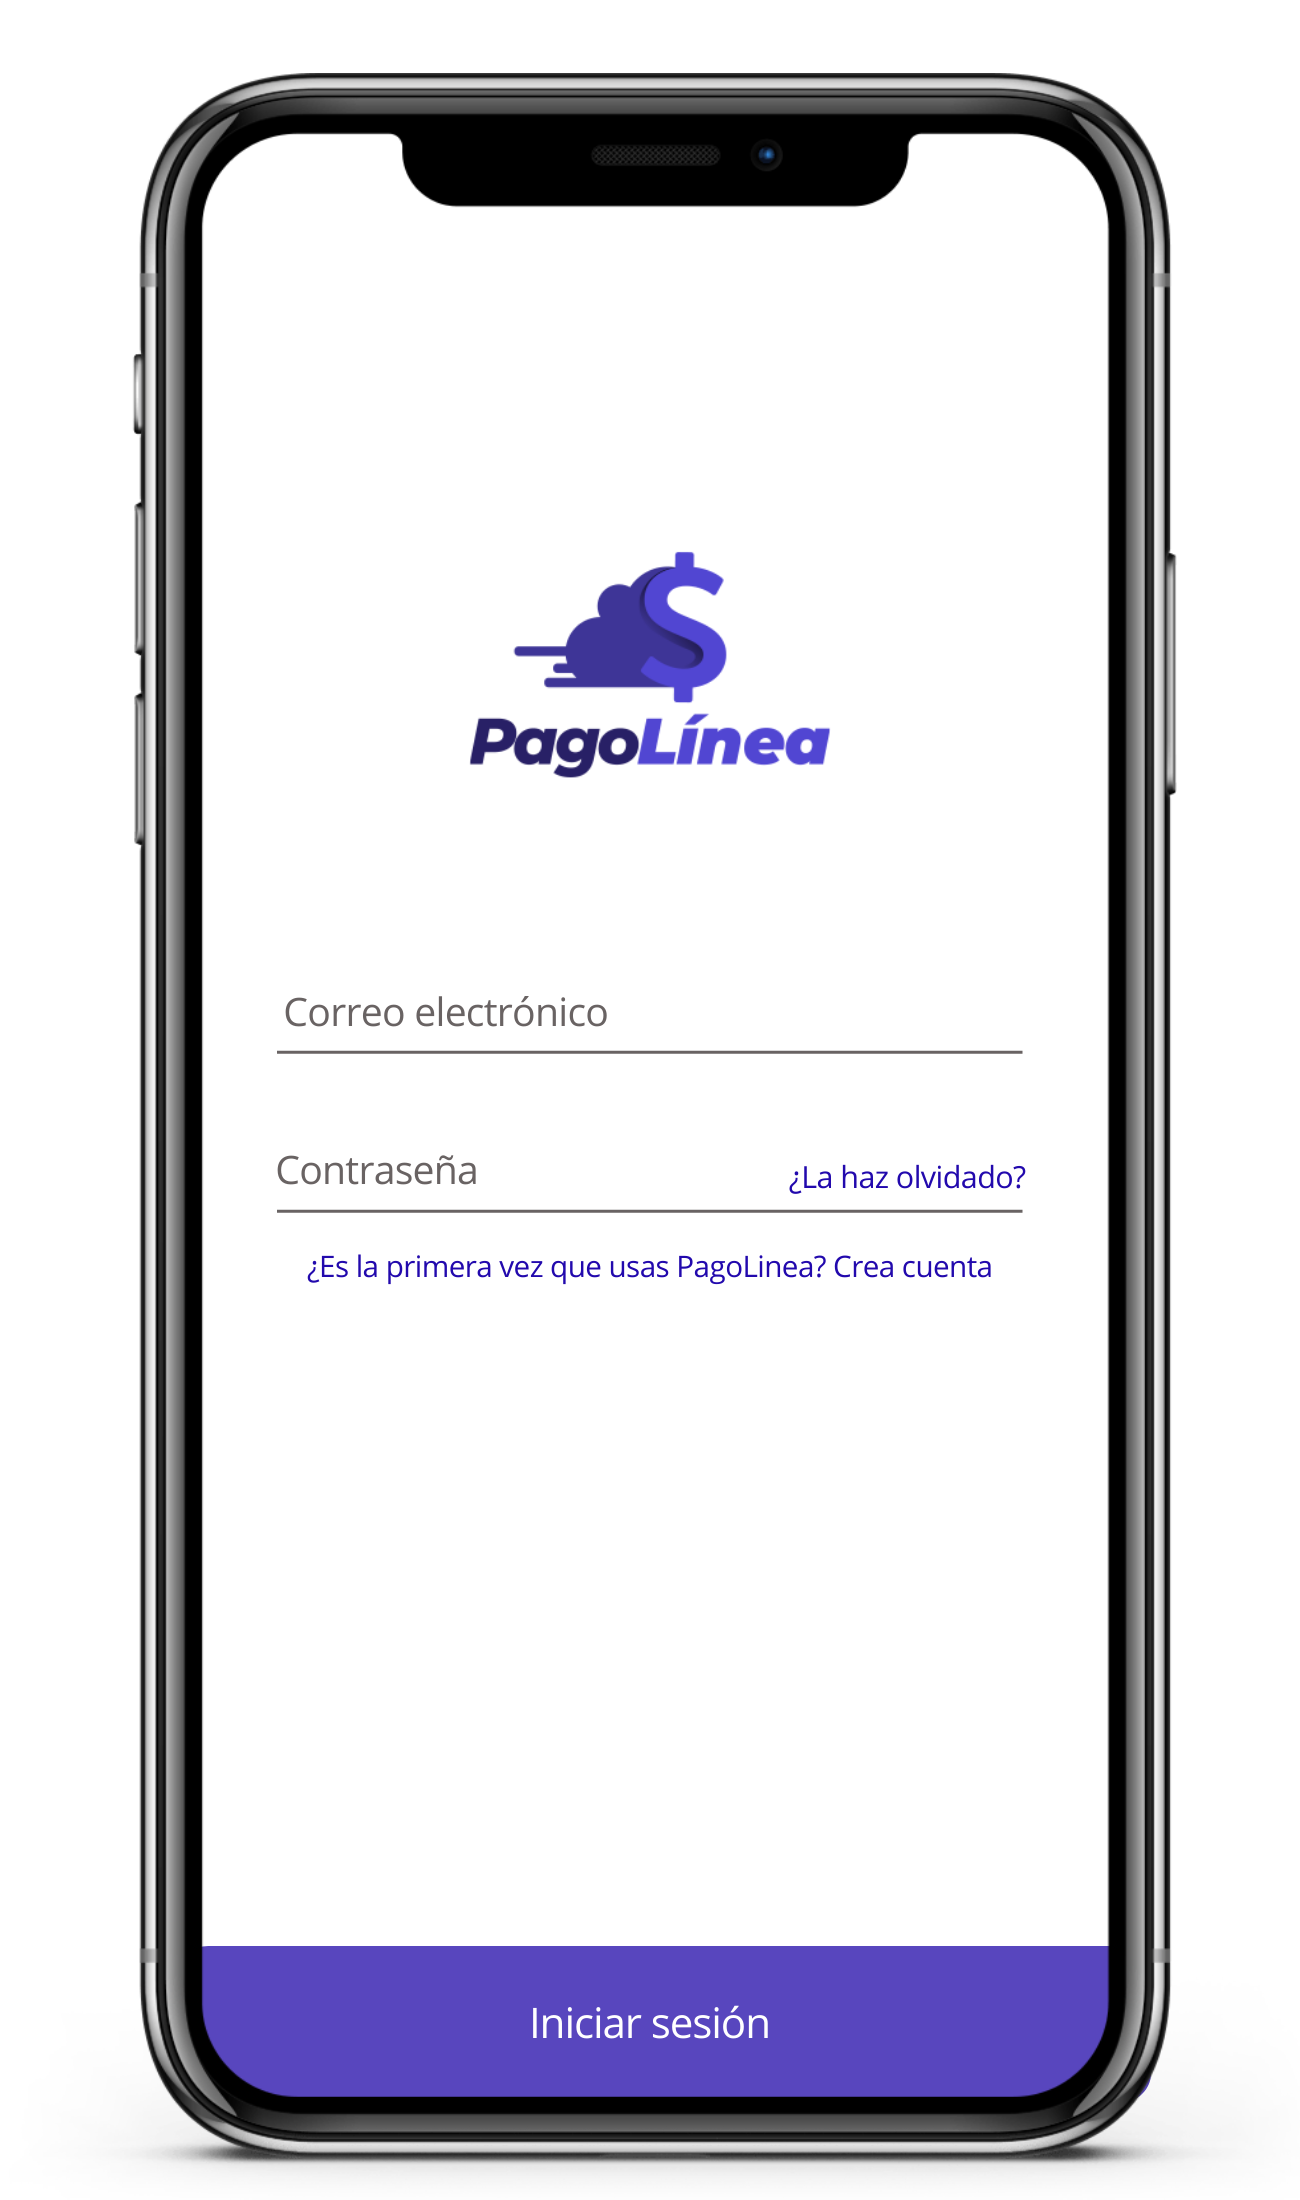 $
PagoLínea
Correo electrónico
Contraseña
¿La haz olvidado?
¿Es la primera vez que usas PagoLinea? Crea cuenta
Iniciar sesión